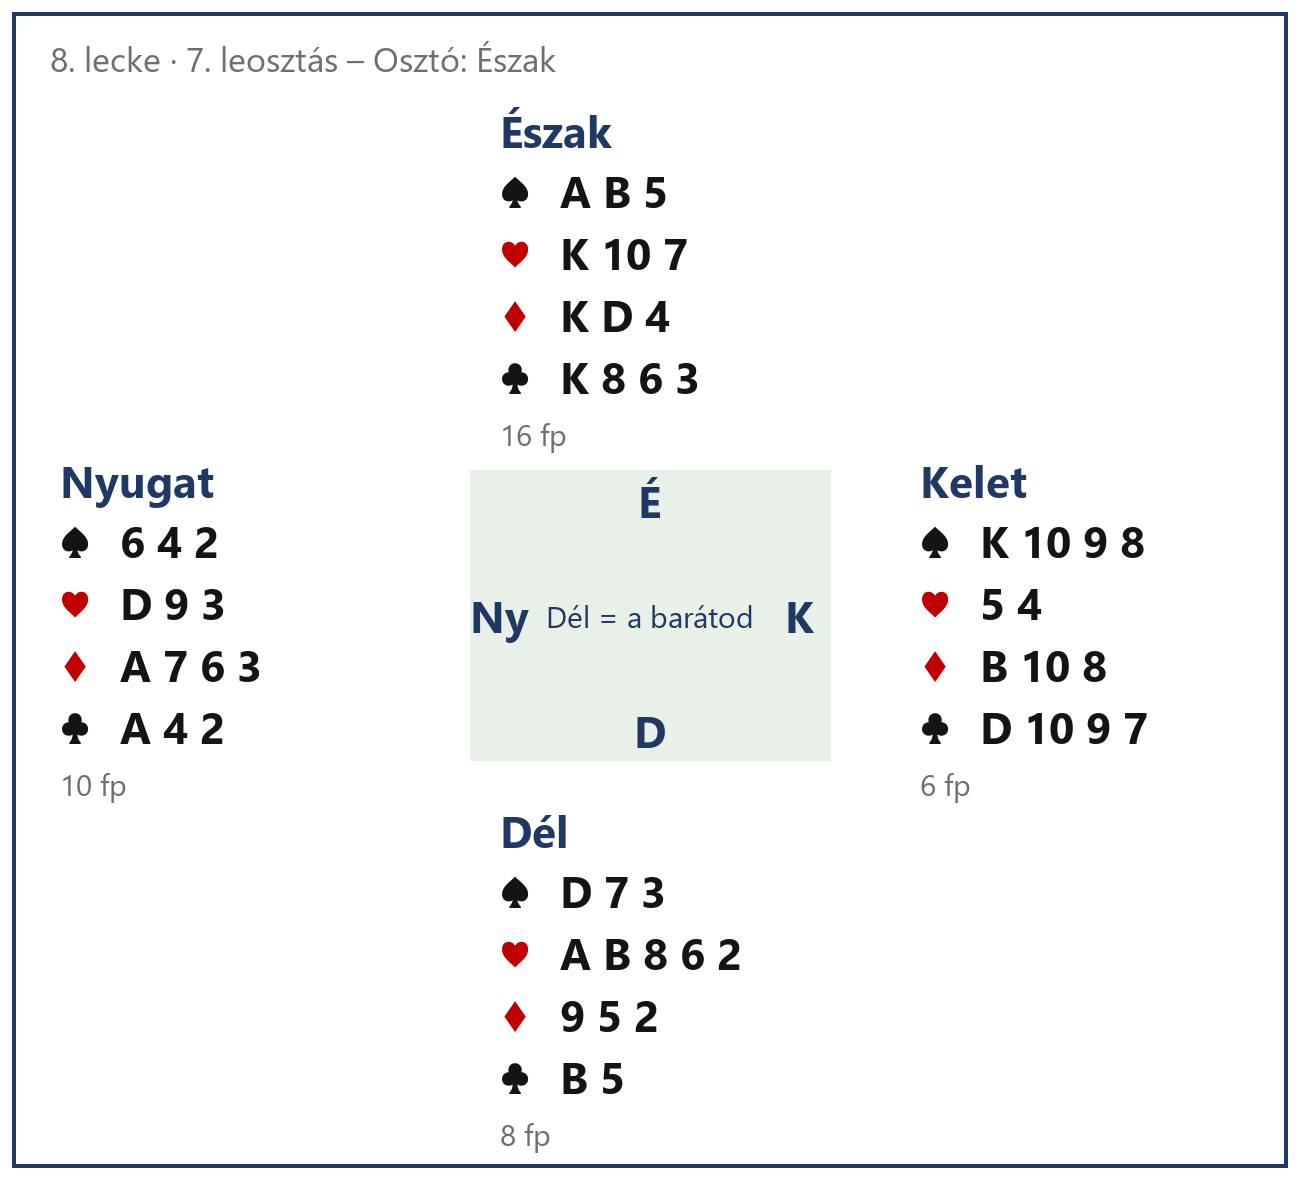 8. lecke · 7. leosztás – Osztó: Észak
Észak
♠ A B 5
♥ K 10 7
♦ K D 4
♣ K 8 6 3
16 fp
Nyugat
♠ 6 4 2
♥ D 9 3
♦ A 7 6 3
♣ A 4 2
10 fp
É
Ny Dél = a barátod K
D
Kelet
♠ K 10 9 8
♥ 5 4
♦ B 10 8
♣ D 10 9 7
6 fp
Dél
♠ D 7 3
♥ A B 8 6 2
♦ 9 5 2
♣ B 5
8 fp